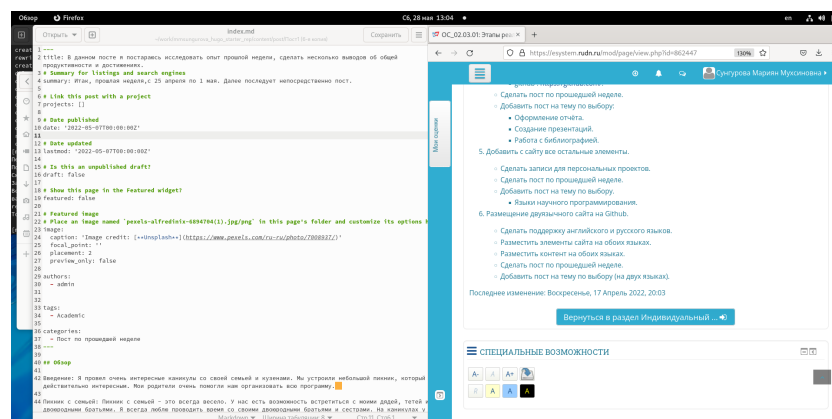 Обзор
Firefox
Сб, 28 мая 13:04
en
Открыть
index.md
Сохранить
1 ---
2 title: В данном посте я постараюсь исследовать опыт прошлой недели, сделать несколько выводов об общей
продуктивности и достижениях.
3 # Summary for listings and search engines
4 summary: Итак, прошлая неделя,с 25 апреля по 1 мая. Далее последует непосредственно пост.
5
6 # Link this post with a project
7 projects: []
8
9 # Date published
10 date: '2022-05-07T00:00:00Z'
11
12 # Date updated
13 lastmod: '2022-05-07T00:00:00Z'
14
15 # Is this an unpublished draft?
16 draft: false
17
18 # Show this page in the Featured widget?
19 featured: false
20
21 # Featured image
22 # Place an image named `pexels-alfredinix-6894704(1).jpg/png` in this page's folder and customize its options
23 image:
24 caption: 'Image credit: [**Unsplash**](https://www.pexels.com/ru-ru/photo/7008937/)'
25 focal_point: ''
26 placement: 2
27 preview_only: false
28
29 authors:
30 - admin
31
32
33 tags:
34 - Academic
35
36 categories:
37 - Пост по прошедшей неделе
38 ---
39
40 ## Обзор
41
42 Введение: Я провел очень интересные каникулы со своей семьей и кузенами. Мы устроили небольшой пикник, который
действительно интересным. Мои родители очень помогли нам организовать всю программу.
43
44 Пикник с семьей: Пикник с семьей – это всегда весело. У нас есть возможность встретиться с моими дядей, тетей и
двоюродными братьями. Я всегда люблю проводить время со своими двоюродными братьями и сестрами. На каникулах у
Markdown
Ширина табуляции: 8
Стр11, Стлб1
ОС_02.03.01: Этапы реа
https://esystem.rudn.ru/mod/page/view.php?id=862447
130%
Сунгурова Мариян Мухсиновна
Мои оценки
Сделать пост по прошедшей неделе.
Добавить пост на тему по выбору:
Оформление отчёта.
Создание презентаций.
Работа с библиографией.
5. Добавить с сайту все остальные элементы.
Сделать записи для персональных проектов.
Сделать пост по прошедшей неделе.
Добавить пост на тему по выбору.
Языки научного программирования.
6. Размещение двуязычного сайта на Github.
Сделать поддержку английского и русского языков.
Разместить элементы сайта на обоих языках.
Разместить контент на обоих языках.
Сделать пост по прошедшей неделе.
Добавить пост на тему по выбору (на двух языках).
Последнее изменение: Воскресенье, 17 Апрель 2022, 20:03
Вернуться в раздел Индивидуальный ...
СПЕЦИАЛЬНЫЕ ВОЗМОЖНОСТИ
A- A A+
A A A A